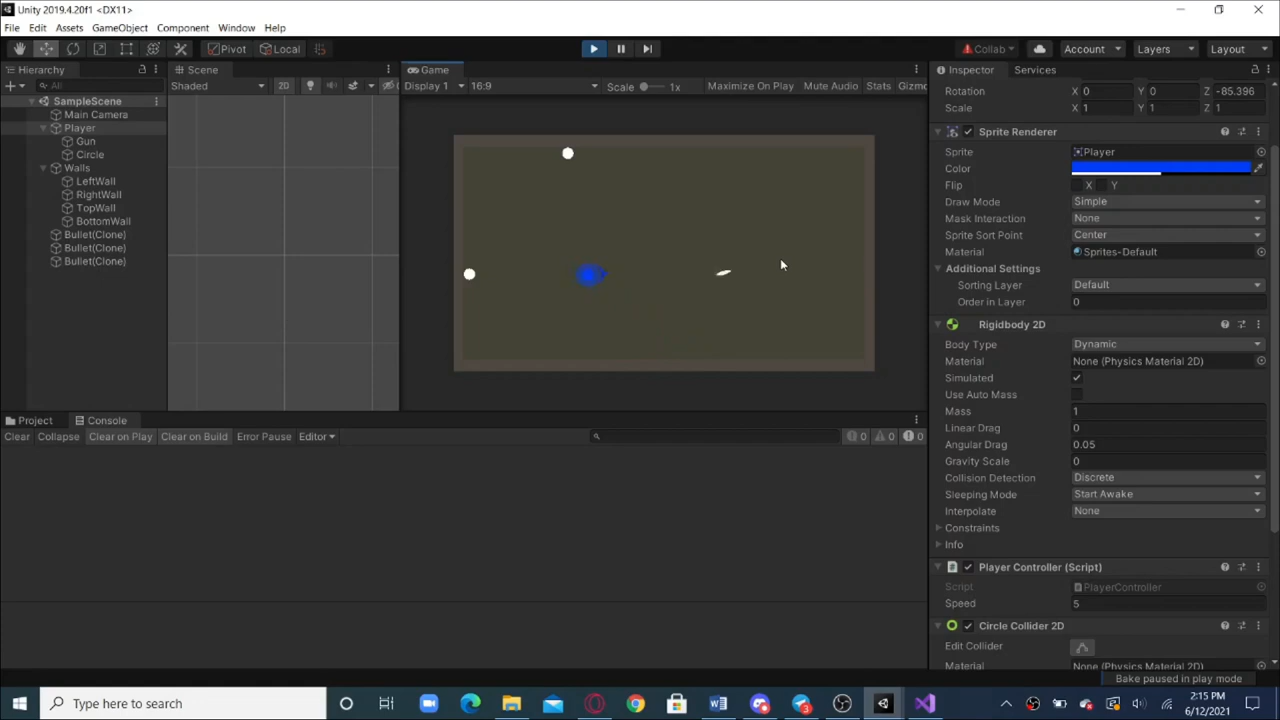 Unity 2019.4.20f1 <DX11>
File Edit Assets GameObject Component Window Help
Pivot Local Collab Account Layers Layout
Hierarchy Scene Game Inspector Services
All Shaded 2D Display 1 16:9 Scale 1x Maximize On Play Mute Audio Stats Gizmo
SampleScene
Main Camera
Player
Gun
Circle
Walls
LeftWall
RightWall
TopWall
BottomWall
Bullet(Clone)
Bullet(Clone)
Bullet(Clone)
Rotation X 0 Y 0 Z -85.396
Scale X 1 Y 1 Z 1
Sprite Renderer
Sprite Player
Color
Flip X Y
Draw Mode Simple
Mask Interaction None
Sprite Sort Point Center
Material Sprites-Default
Additional Settings
Sorting Layer Default
Order in Layer 0
Rigidbody 2D
Body Type Dynamic
Material None (Physics Material 2D)
Simulated
Use Auto Mass
Mass 1
Linear Drag 0
Angular Drag 0.05
Gravity Scale 0
Collision Detection Discrete
Sleeping Mode Start Awake
Interpolate None
Constraints
Info
Player Controller (Script)
Script PlayerController
Speed 5
Circle Collider 2D
Edit Collider
Material None (Physics Material 2D)
Bake paused in play mode
Project Console
Clear Collapse Clear on Play Clear on Build Error Pause Editor 0 0 0
Type here to search
3
2:15 PM
6/12/2021